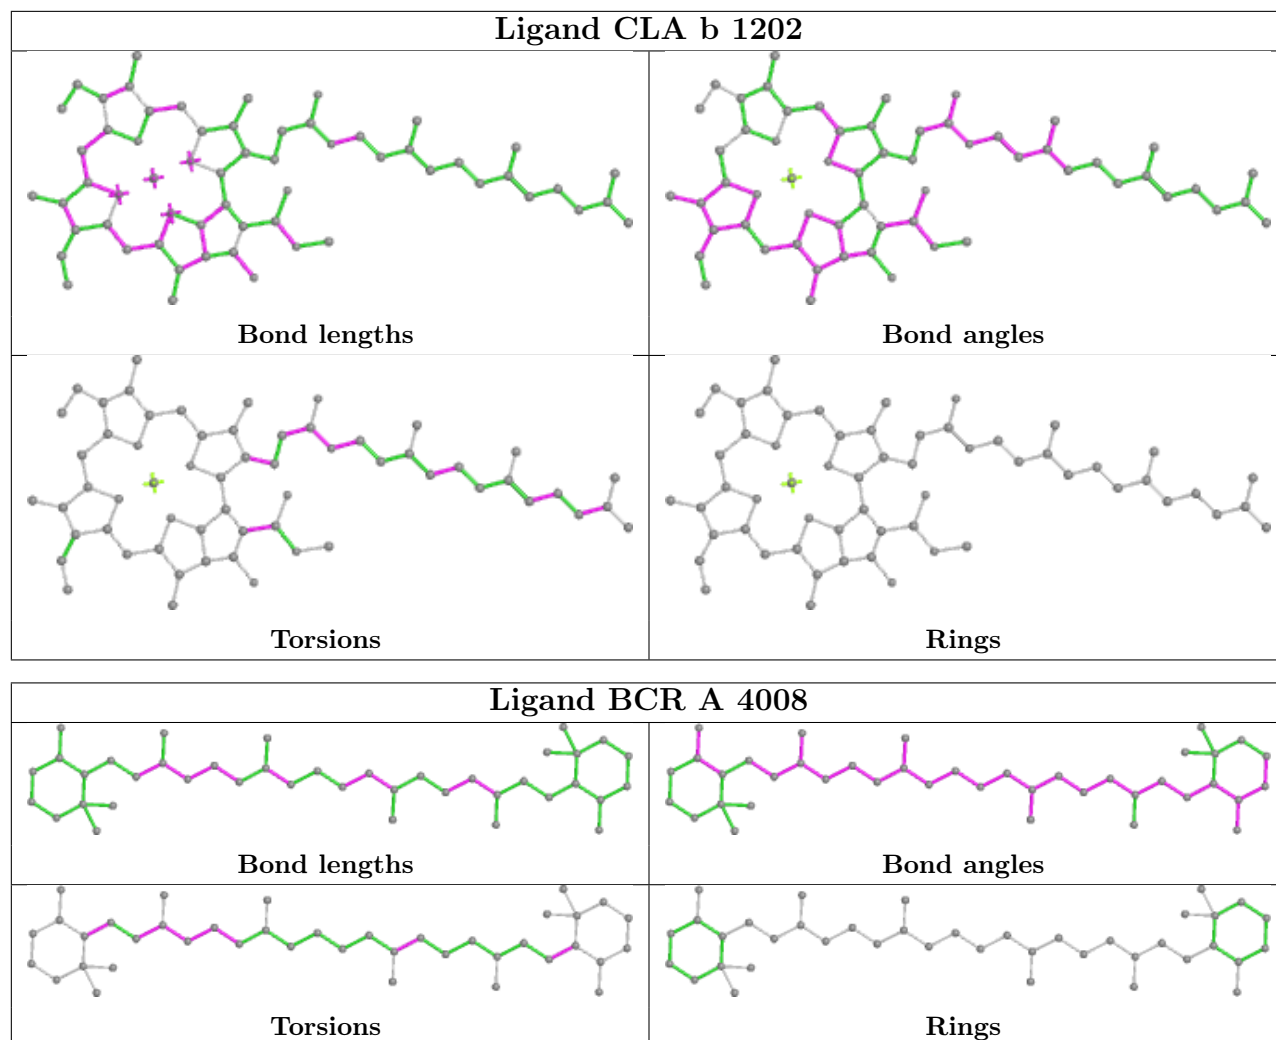 Ligand CLA b 1202
Bond lengths
Bond angles
Torsions
Rings
Ligand BCR A 4008
Bond lengths
Bond angles
Torsions
Rings